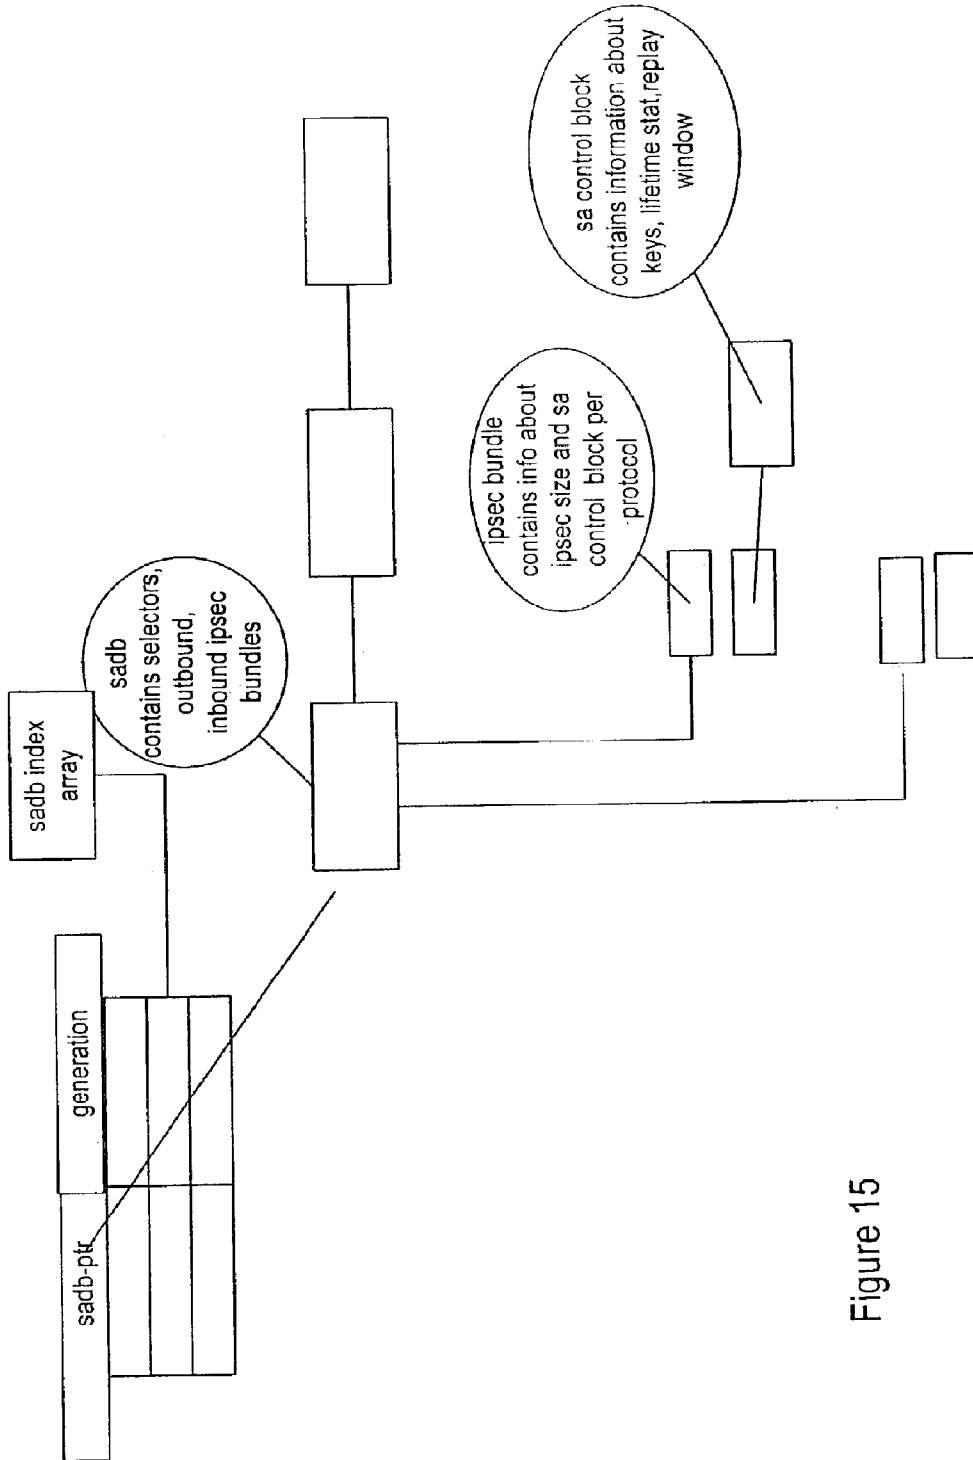 sadb-ptr
generation
sadb index
array
sadb
contains selectors,
outbound,
inbound ipsec
bundles
ipsec bundle
contains info about
ipsec size and sa
control block per
protocol
sa control block
contains information about
keys, lifetime stat,replay
window
Figure 15